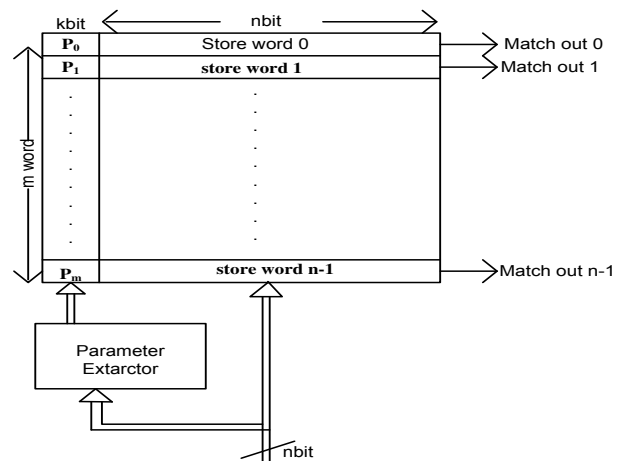 kbit nbit
P₀ Store word 0 Match out 0
P₁ store word 1 Match out 1
m word
Pₘ store word n-1 Match out n-1
Parameter
Extarctor
nbit